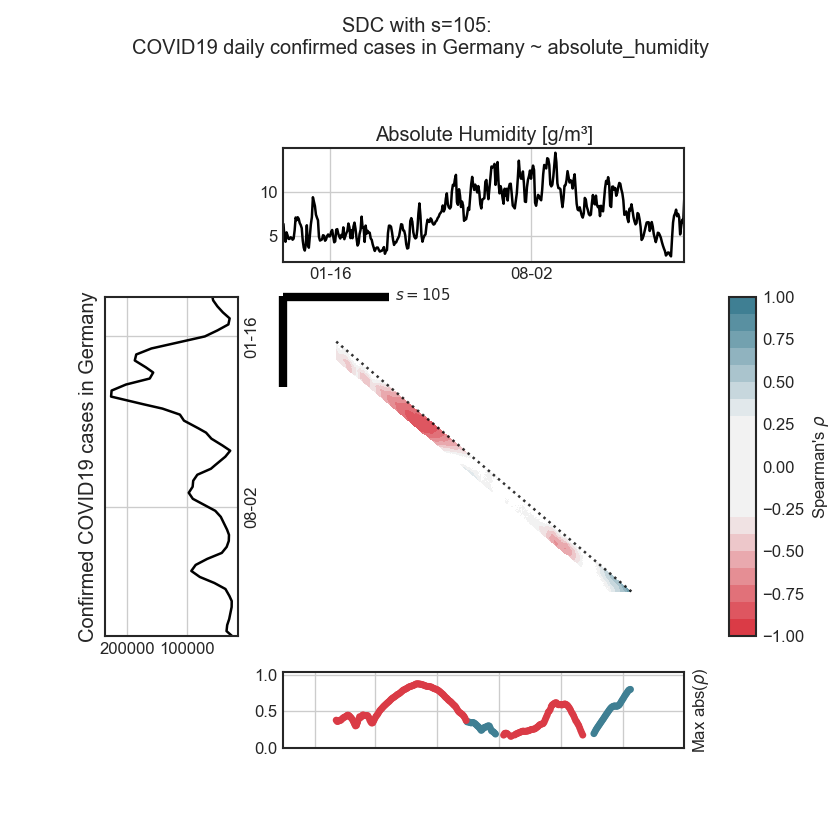 SDC with s=105:
COVID19 daily confirmed cases in Germany ~ absolute_humidity
Absolute Humidity [g/m³]
10
5
01-16
08-02
s = 105
Confirmed COVID19 cases in Germany
01-16
08-02
200000
100000
1.00
0.75
0.50
0.25
0.00
−0.25
−0.50
−0.75
−1.00
Spearman's ρ
1.0
0.5
0.0
Max abs(ρ)